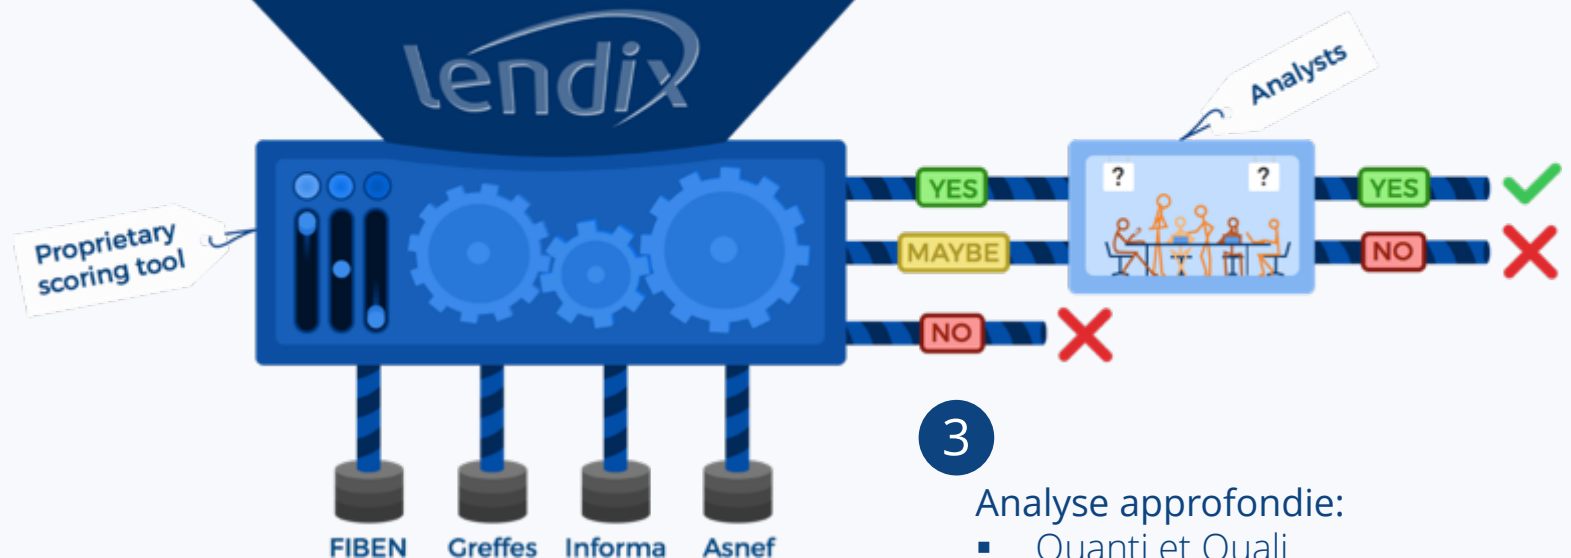 lendix
Analysts
Proprietary
scoring tool
YES
? ?
YES
MAYBE
NO
NO
3
Analyse approfondie:
▪ Quanti et Quali
FIBEN Greffes Informa Asnef